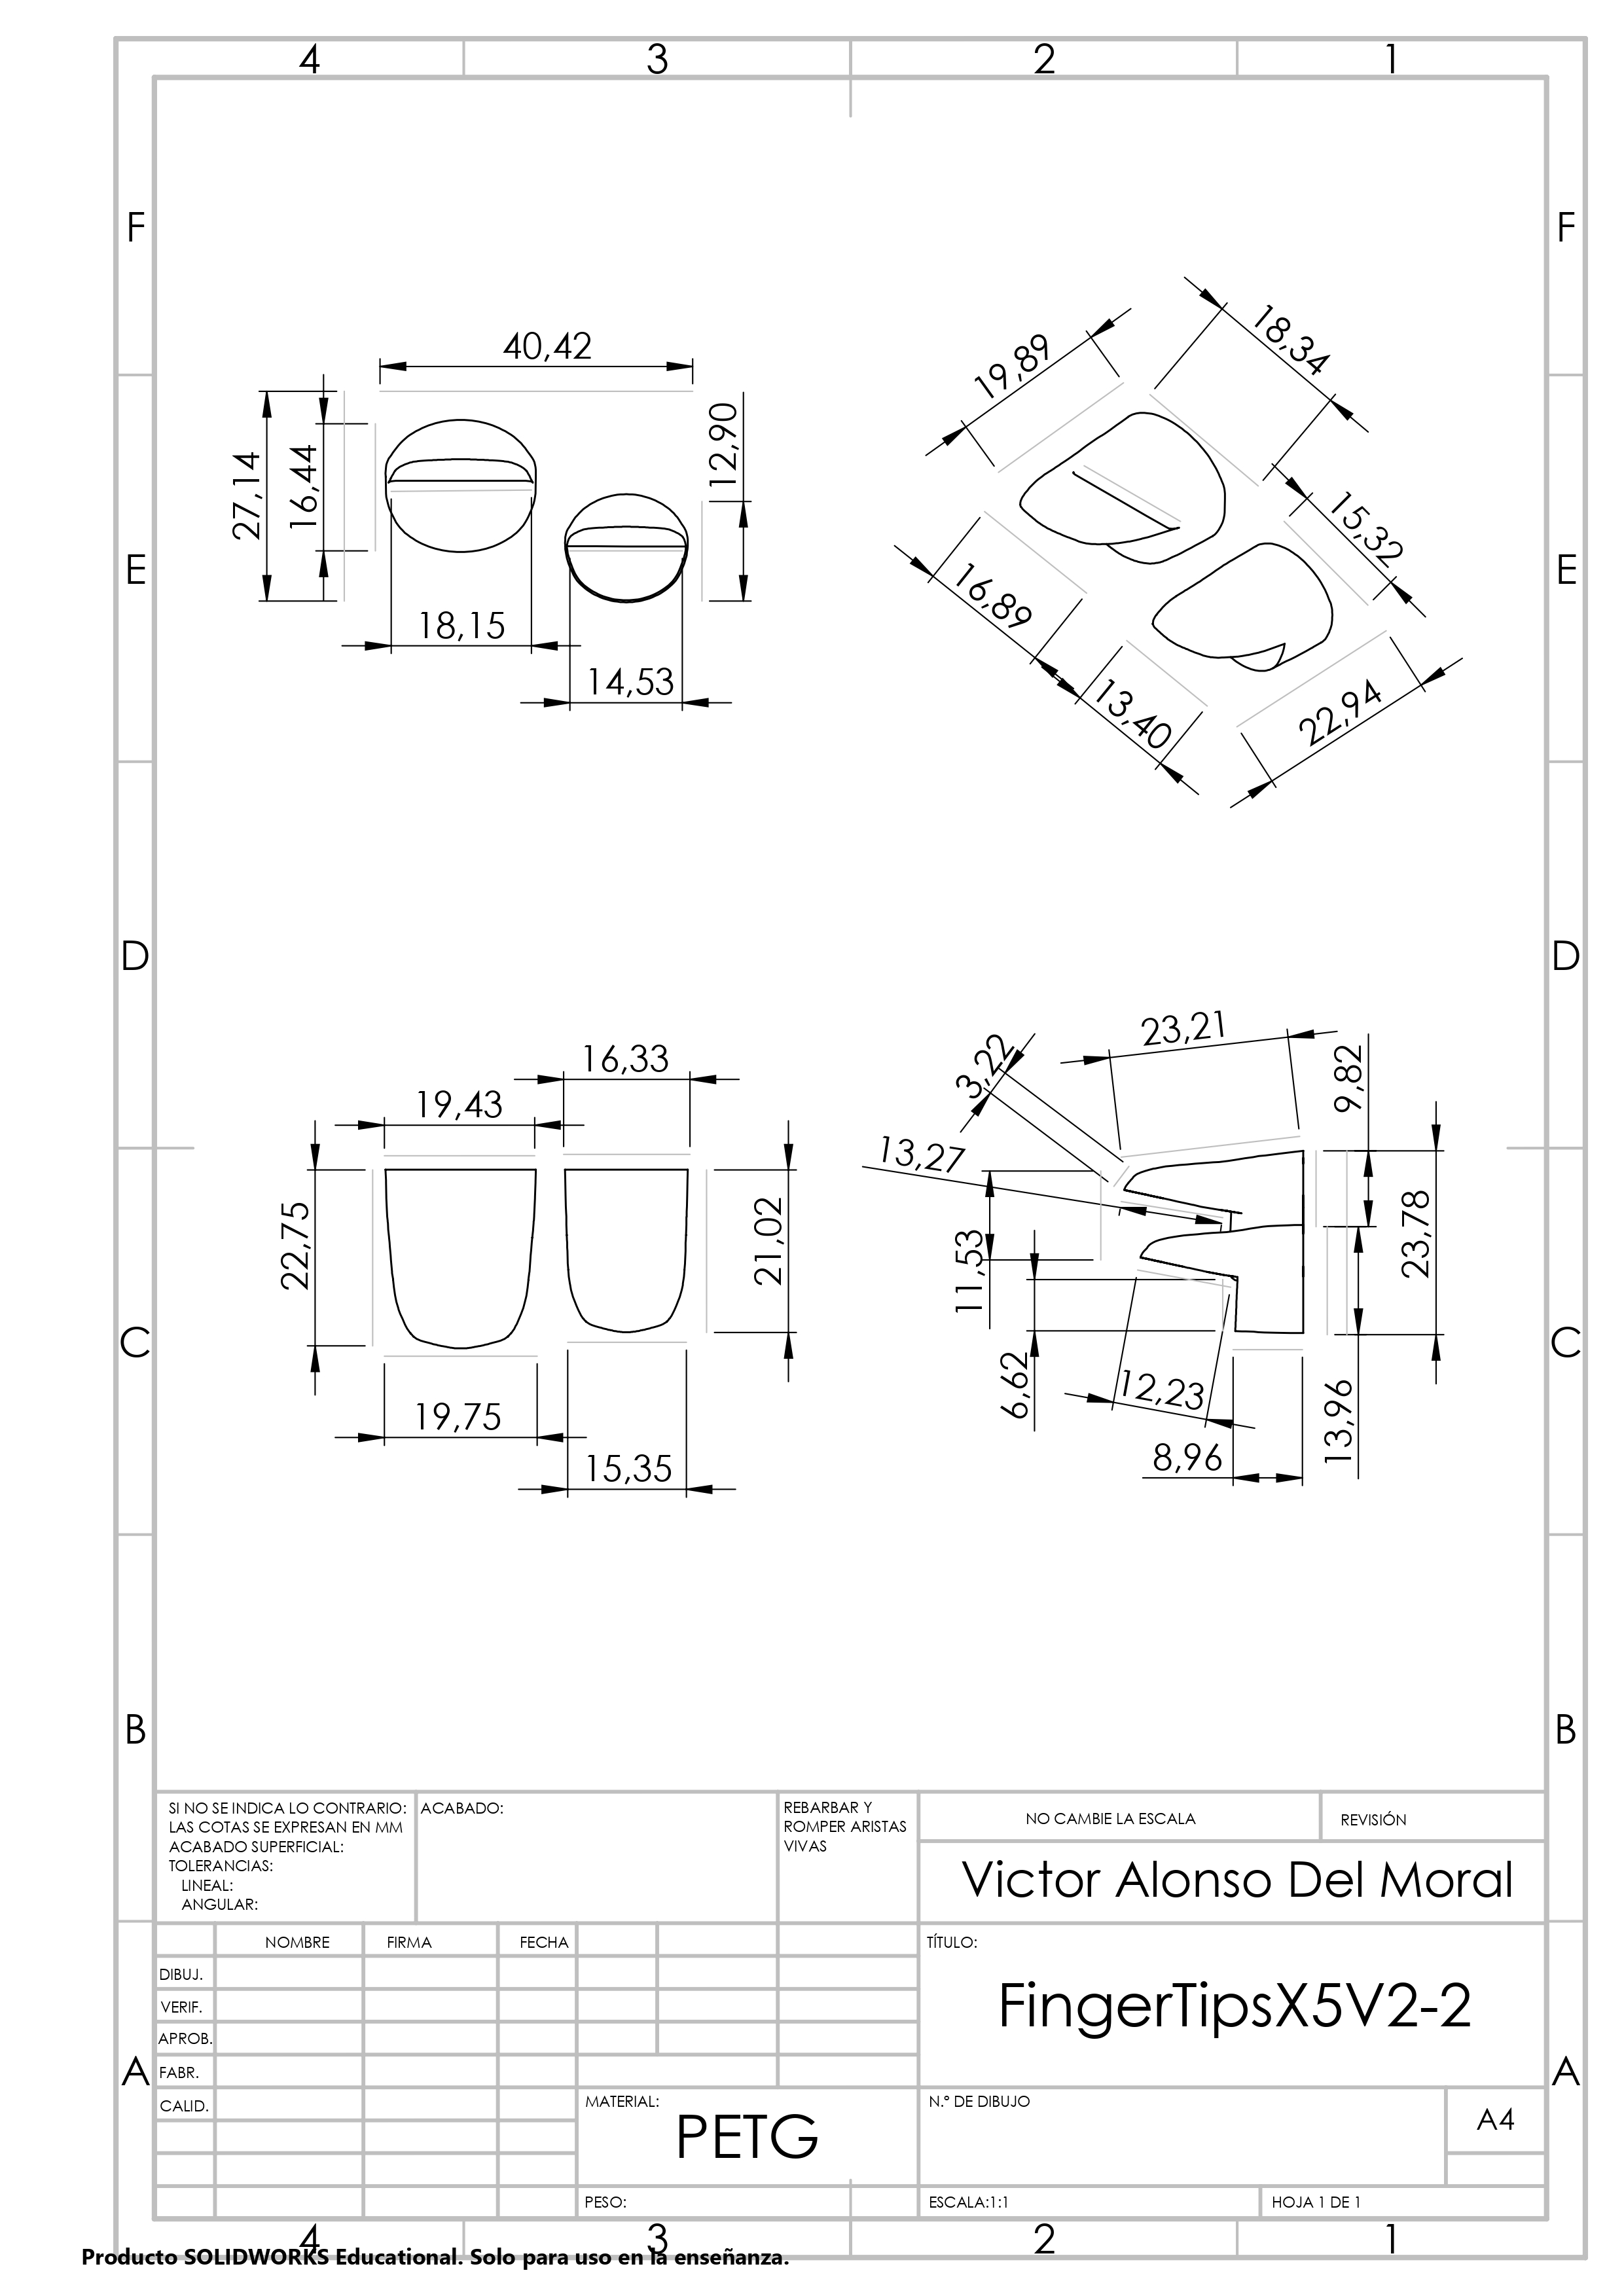 4 3 2 1
F F
40,42
27,14
16,44
12,90
18,15
14,53
19,89
18,34
15,32
16,89
13,40
22,94
E E
D D
16,33
19,43
22,75
21,02
19,75
15,35
23,21
3,22
9,82
13,27
11,53
23,78
6,62
12,23
13,96
8,96
C C
B B
SI NO SE INDICA LO CONTRARIO:
LAS COTAS SE EXPRESAN EN MM
ACABADO SUPERFICIAL:
TOLERANCIAS:
LINEAL:
ANGULAR:
ACABADO:
REBARBAR Y
ROMPER ARISTAS
VIVAS
NO CAMBIE LA ESCALA
REVISIÓN
Victor Alonso Del Moral
NOMBRE FIRMA FECHA
DIBUJ.
VERIF.
APROB.
FABR.
CALID.
TÍTULO:
FingerTipsX5V2-2
A A
MATERIAL:
PETG
N.º DE DIBUJO
A4
PESO:
ESCALA:1:1
HOJA 1 DE 1
4 3 2 1
Producto SOLIDWORKS Educational. Solo para uso en la enseñanza.